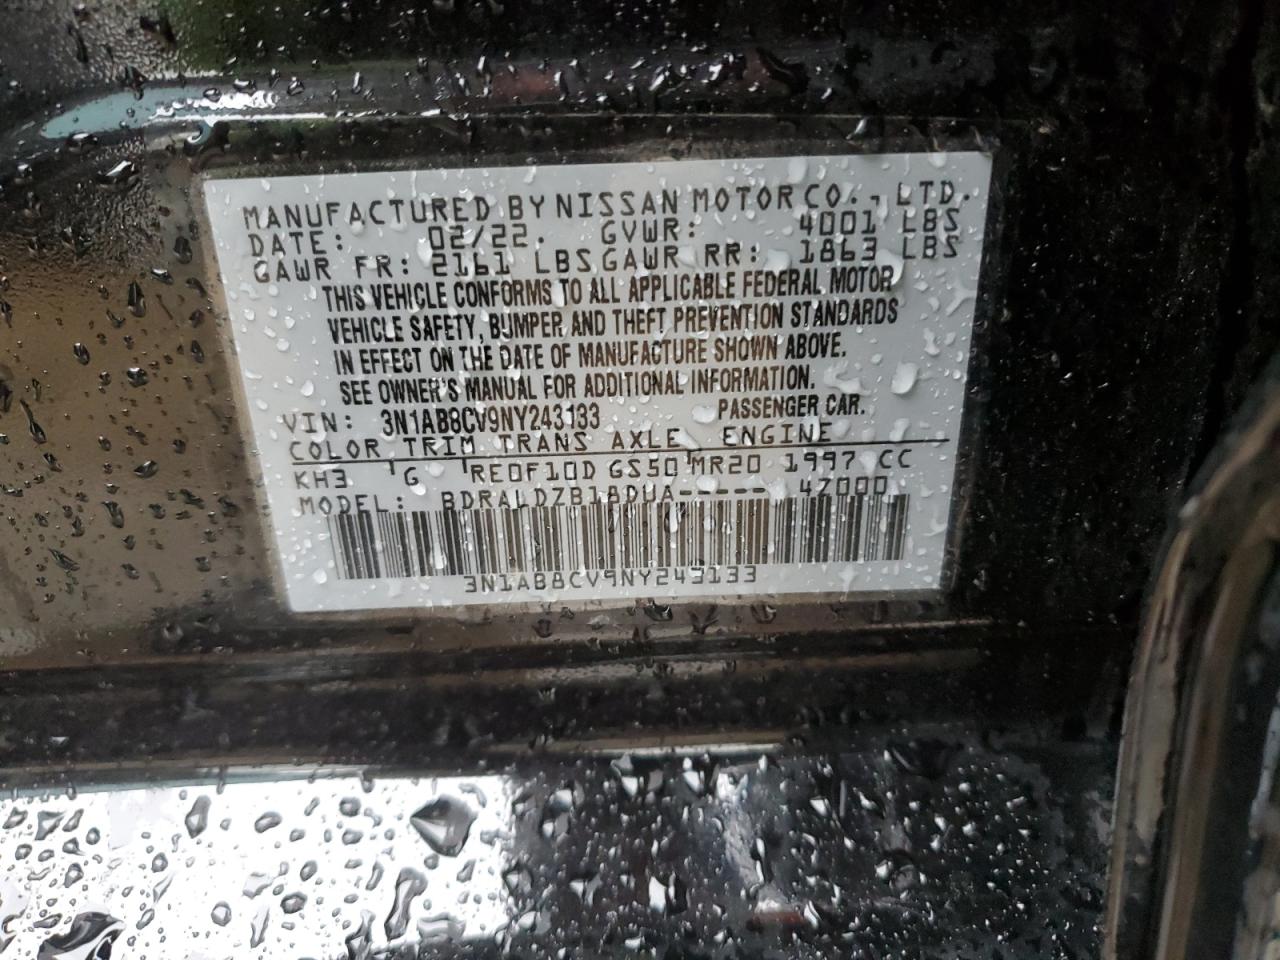 MANUFACTURED BY NISSAN MOTOR CO., LTD.
DATE: 02/22. GVWR: 4001 LBS
GAWR FR: 2161 LBS GAWR RR: 1863 LBS
THIS VEHICLE CONFORMS TO ALL APPLICABLE FEDERAL MOTOR
VEHICLE SAFETY, BUMPER AND THEFT PREVENTION STANDARDS
IN EFFECT ON THE DATE OF MANUFACTURE SHOWN ABOVE.
SEE OWNER'S MANUAL FOR ADDITIONAL INFORMATION.
VIN: 3N1AB8CV9NY243133 PASSENGER CAR.
COLOR TRIM TRANS AXLE ENGINE
KH3 G RE0F10D GS50 MR20 1997 CC
MODEL: BDRALDZB18DUA----- 47000
3N1AB8CV9NY243133